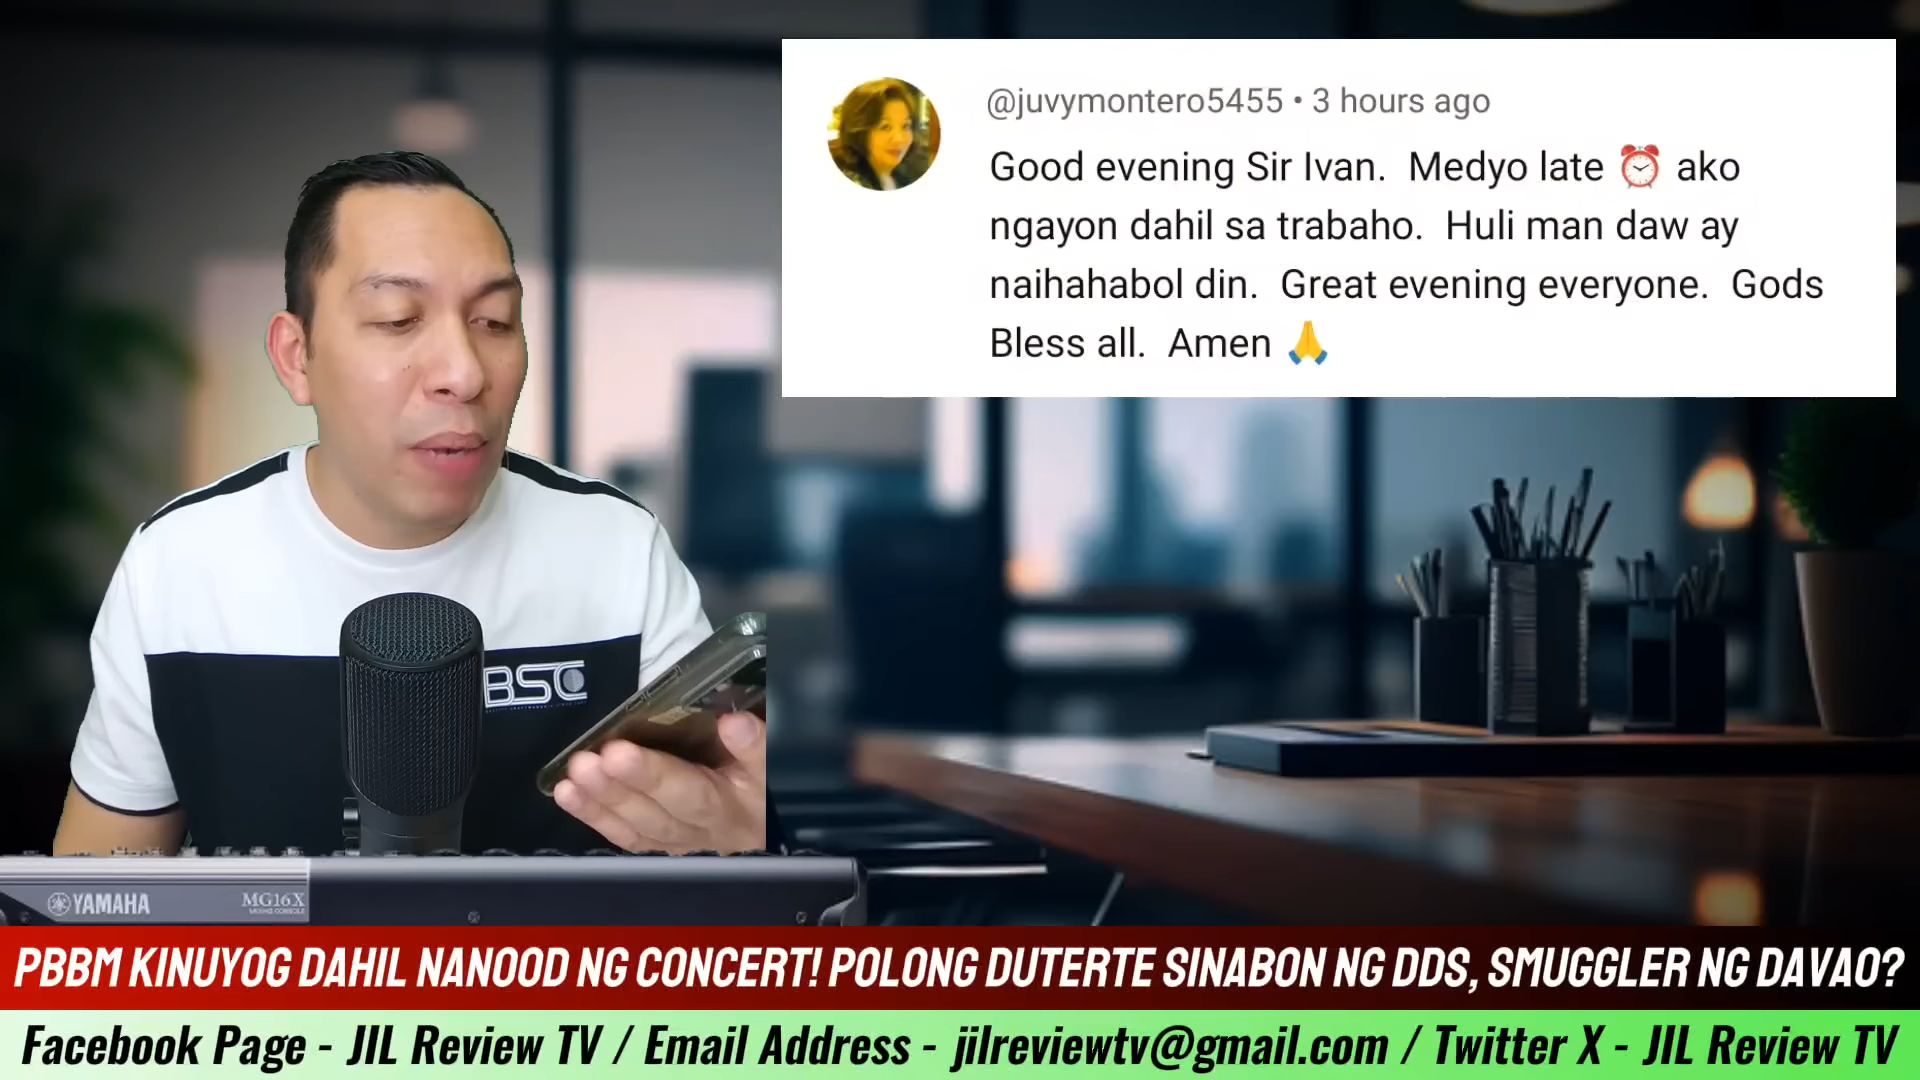 @juvymontero5455 • 3 hours ago
Good evening Sir Ivan.  Medyo late ⏰ ako
ngayon dahil sa trabaho.  Huli man daw ay
naihahabol din.  Great evening everyone.  Gods
Bless all.  Amen 🙏
BSC
YAMAHA
MG16X
MIXING CONSOLE
PBBM KINUYOG DAHIL NANOOD NG CONCERT! POLONG DUTERTE SINABON NG DDS, SMUGGLER NG DAVAO?
Facebook Page - JIL Review TV / Email Address - jilreviewtv@gmail.com / Twitter X - JIL Review TV